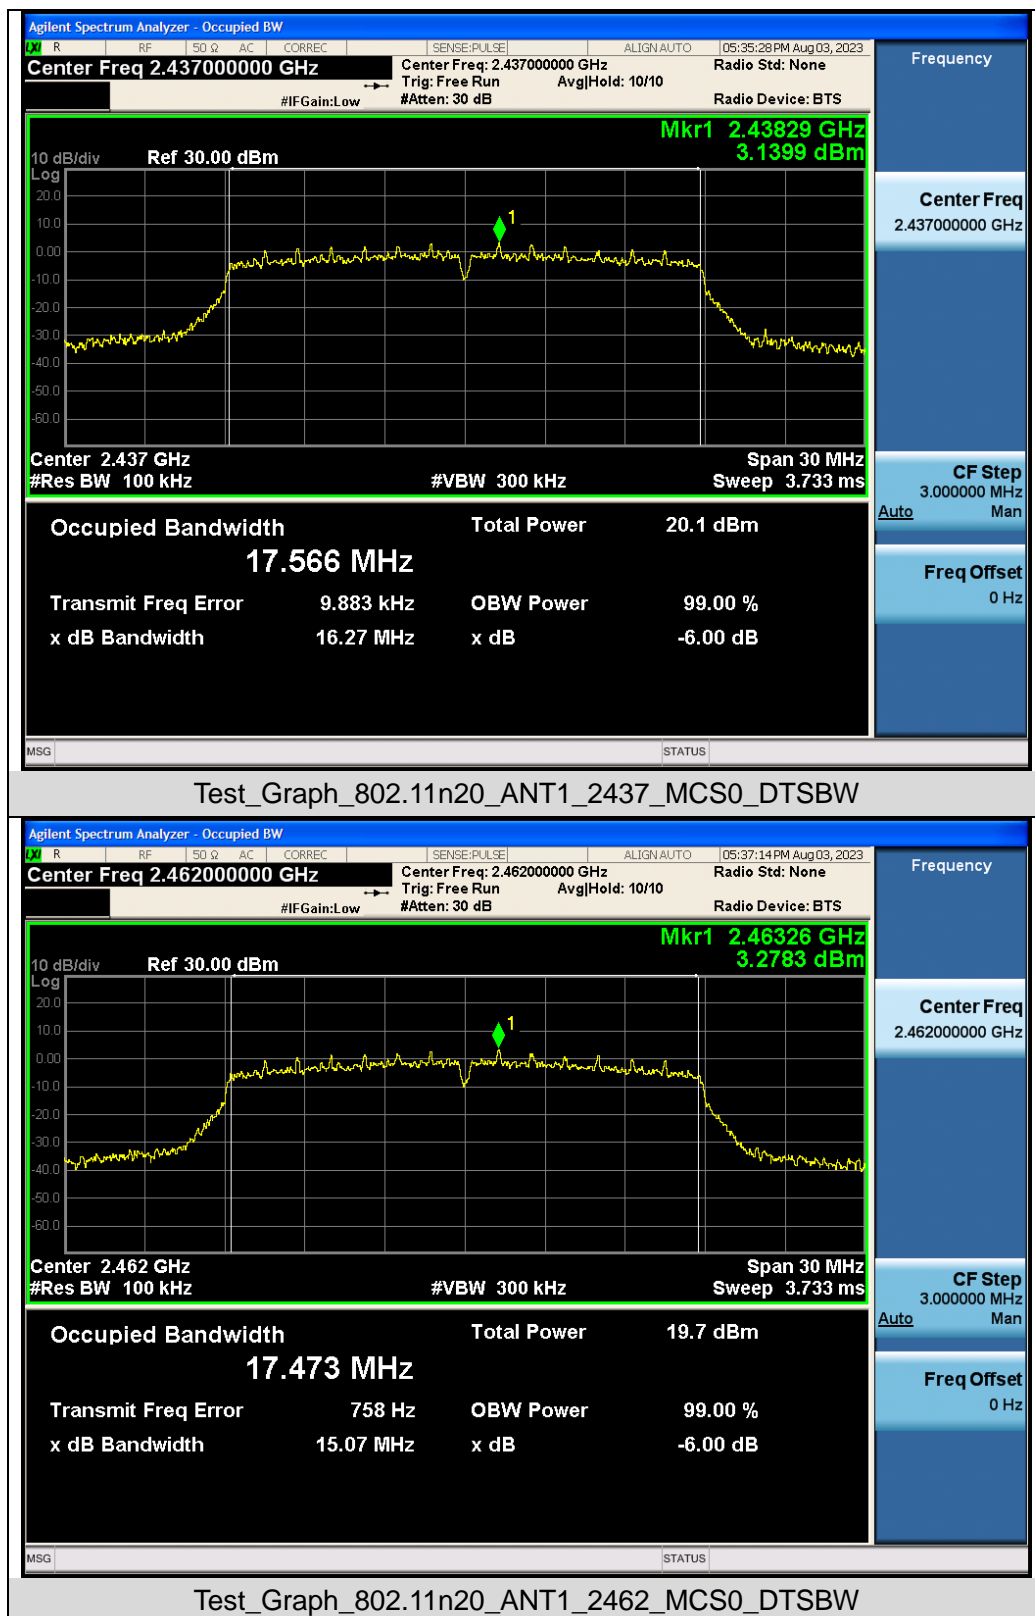 Agilent Spectrum Analyzer - Occupied BW
LXI R RF 50 Ω AC CORREC SENSE:PULSE ALIGN AUTO 05:35:28 PM Aug 03, 2023
Center Freq 2.437000000 GHz Center Freq: 2.437000000 GHz Radio Std: None
Trig: Free Run Avg|Hold: 10/10
#IFGain:Low #Atten: 30 dB Radio Device: BTS
Frequency
Mkr1 2.43829 GHz
3.1399 dBm
10 dB/div Ref 30.00 dBm
Log
20.0
10.0
0.00
-10.0
-20.0
-30.0
-40.0
-50.0
-60.0
1
Center 2.437 GHz Span 30 MHz
#Res BW 100 kHz #VBW 300 kHz Sweep 3.733 ms
Center Freq
2.437000000 GHz
CF Step
3.000000 MHz
Auto Man
Freq Offset
0 Hz
Occupied Bandwidth Total Power 20.1 dBm
17.566 MHz
Transmit Freq Error 9.883 kHz OBW Power 99.00 %
x dB Bandwidth 16.27 MHz x dB -6.00 dB
MSG STATUS
Test_Graph_802.11n20_ANT1_2437_MCS0_DTSBW
Agilent Spectrum Analyzer - Occupied BW
LXI R RF 50 Ω AC CORREC SENSE:PULSE ALIGN AUTO 05:37:14 PM Aug 03, 2023
Center Freq 2.462000000 GHz Center Freq: 2.462000000 GHz Radio Std: None
Trig: Free Run Avg|Hold: 10/10
#IFGain:Low #Atten: 30 dB Radio Device: BTS
Frequency
Mkr1 2.46326 GHz
3.2783 dBm
10 dB/div Ref 30.00 dBm
Log
20.0
10.0
0.00
-10.0
-20.0
-30.0
-40.0
-50.0
-60.0
1
Center 2.462 GHz Span 30 MHz
#Res BW 100 kHz #VBW 300 kHz Sweep 3.733 ms
Center Freq
2.462000000 GHz
CF Step
3.000000 MHz
Auto Man
Freq Offset
0 Hz
Occupied Bandwidth Total Power 19.7 dBm
17.473 MHz
Transmit Freq Error 758 Hz OBW Power 99.00 %
x dB Bandwidth 15.07 MHz x dB -6.00 dB
MSG STATUS
Test_Graph_802.11n20_ANT1_2462_MCS0_DTSBW